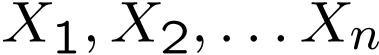 X₁, X₂, . . . Xₙ